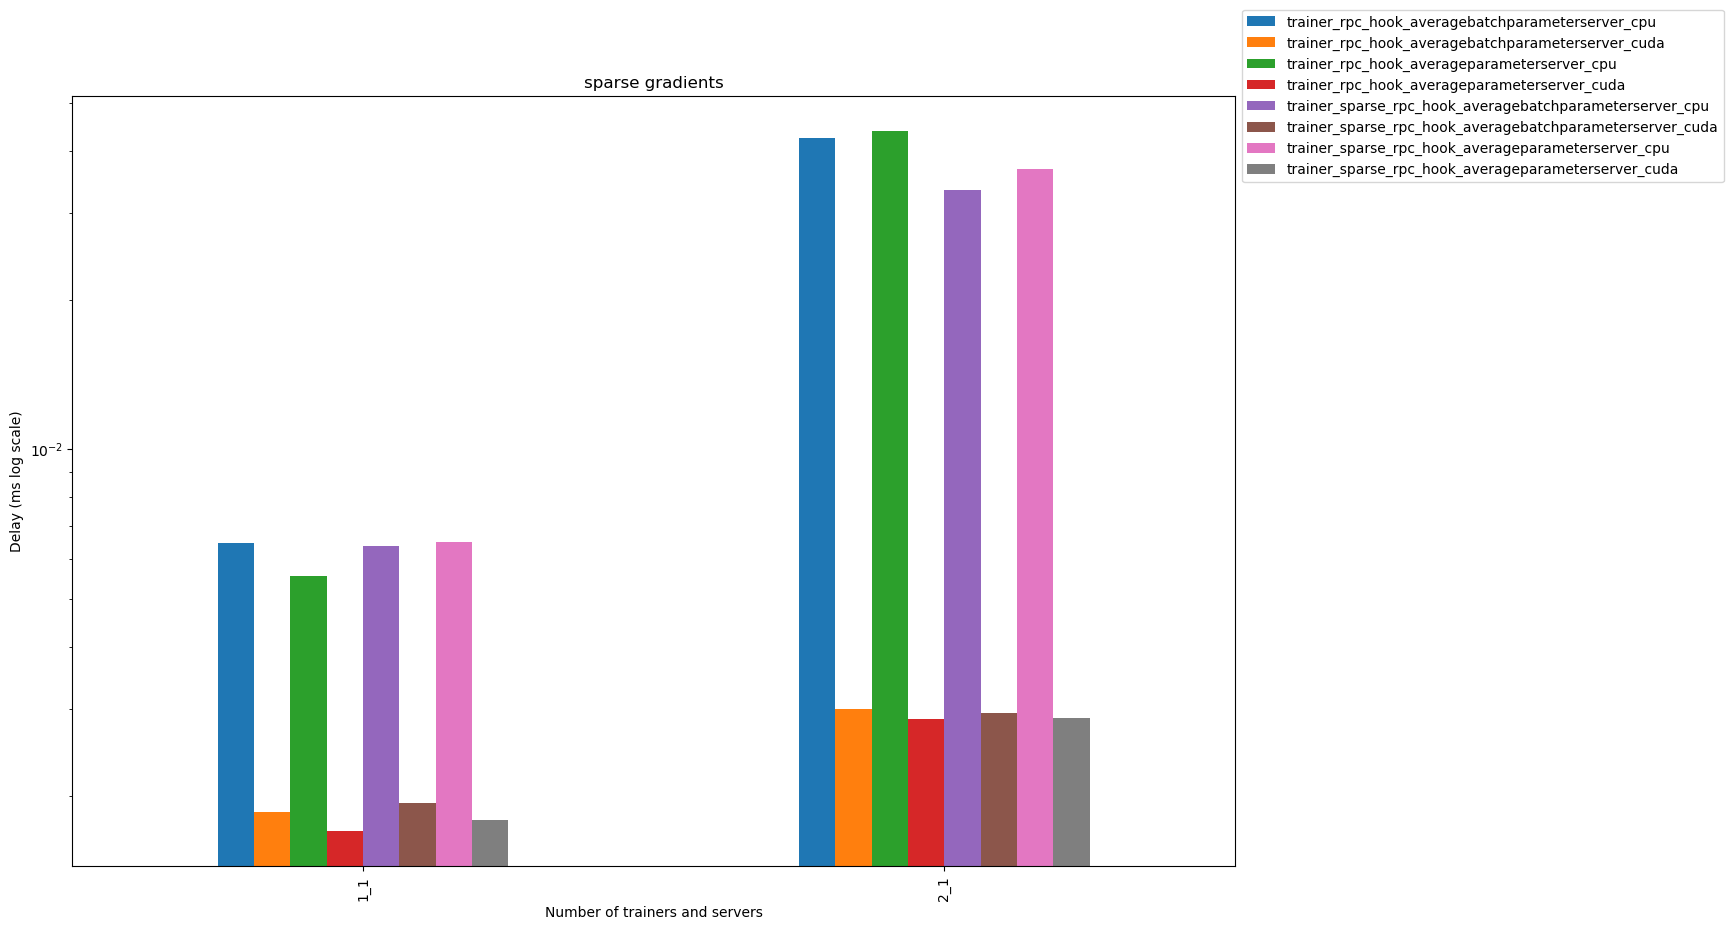 trainer_rpc_hook_averagebatchparameterserver_cpu
trainer_rpc_hook_averagebatchparameterserver_cuda
trainer_rpc_hook_averageparameterserver_cpu
trainer_rpc_hook_averageparameterserver_cuda
trainer_sparse_rpc_hook_averagebatchparameterserver_cpu
trainer_sparse_rpc_hook_averagebatchparameterserver_cuda
trainer_sparse_rpc_hook_averageparameterserver_cpu
trainer_sparse_rpc_hook_averageparameterserver_cuda
sparse gradients
Delay (ms log scale)
10⁻²
1_1
2_1
Number of trainers and servers